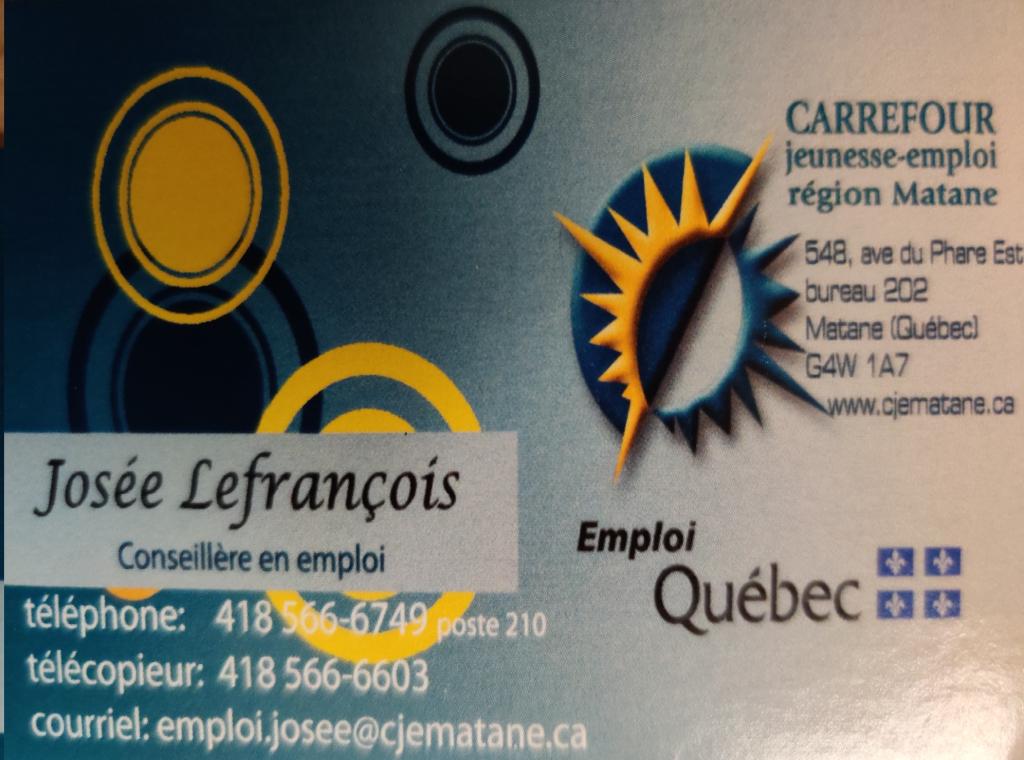 CARREFOUR
jeunesse-emploi
région Matane
548, ave du Phare Est
bureau 202
Matane (Québec)
G4W 1A7
www.cjematane.ca
Josée Lefrançois
Conseillère en emploi
téléphone: 418 566-6749 poste 210
télécopieur: 418 566-6603
courriel: emploi.josee@cjematane.ca
Emploi
Québec